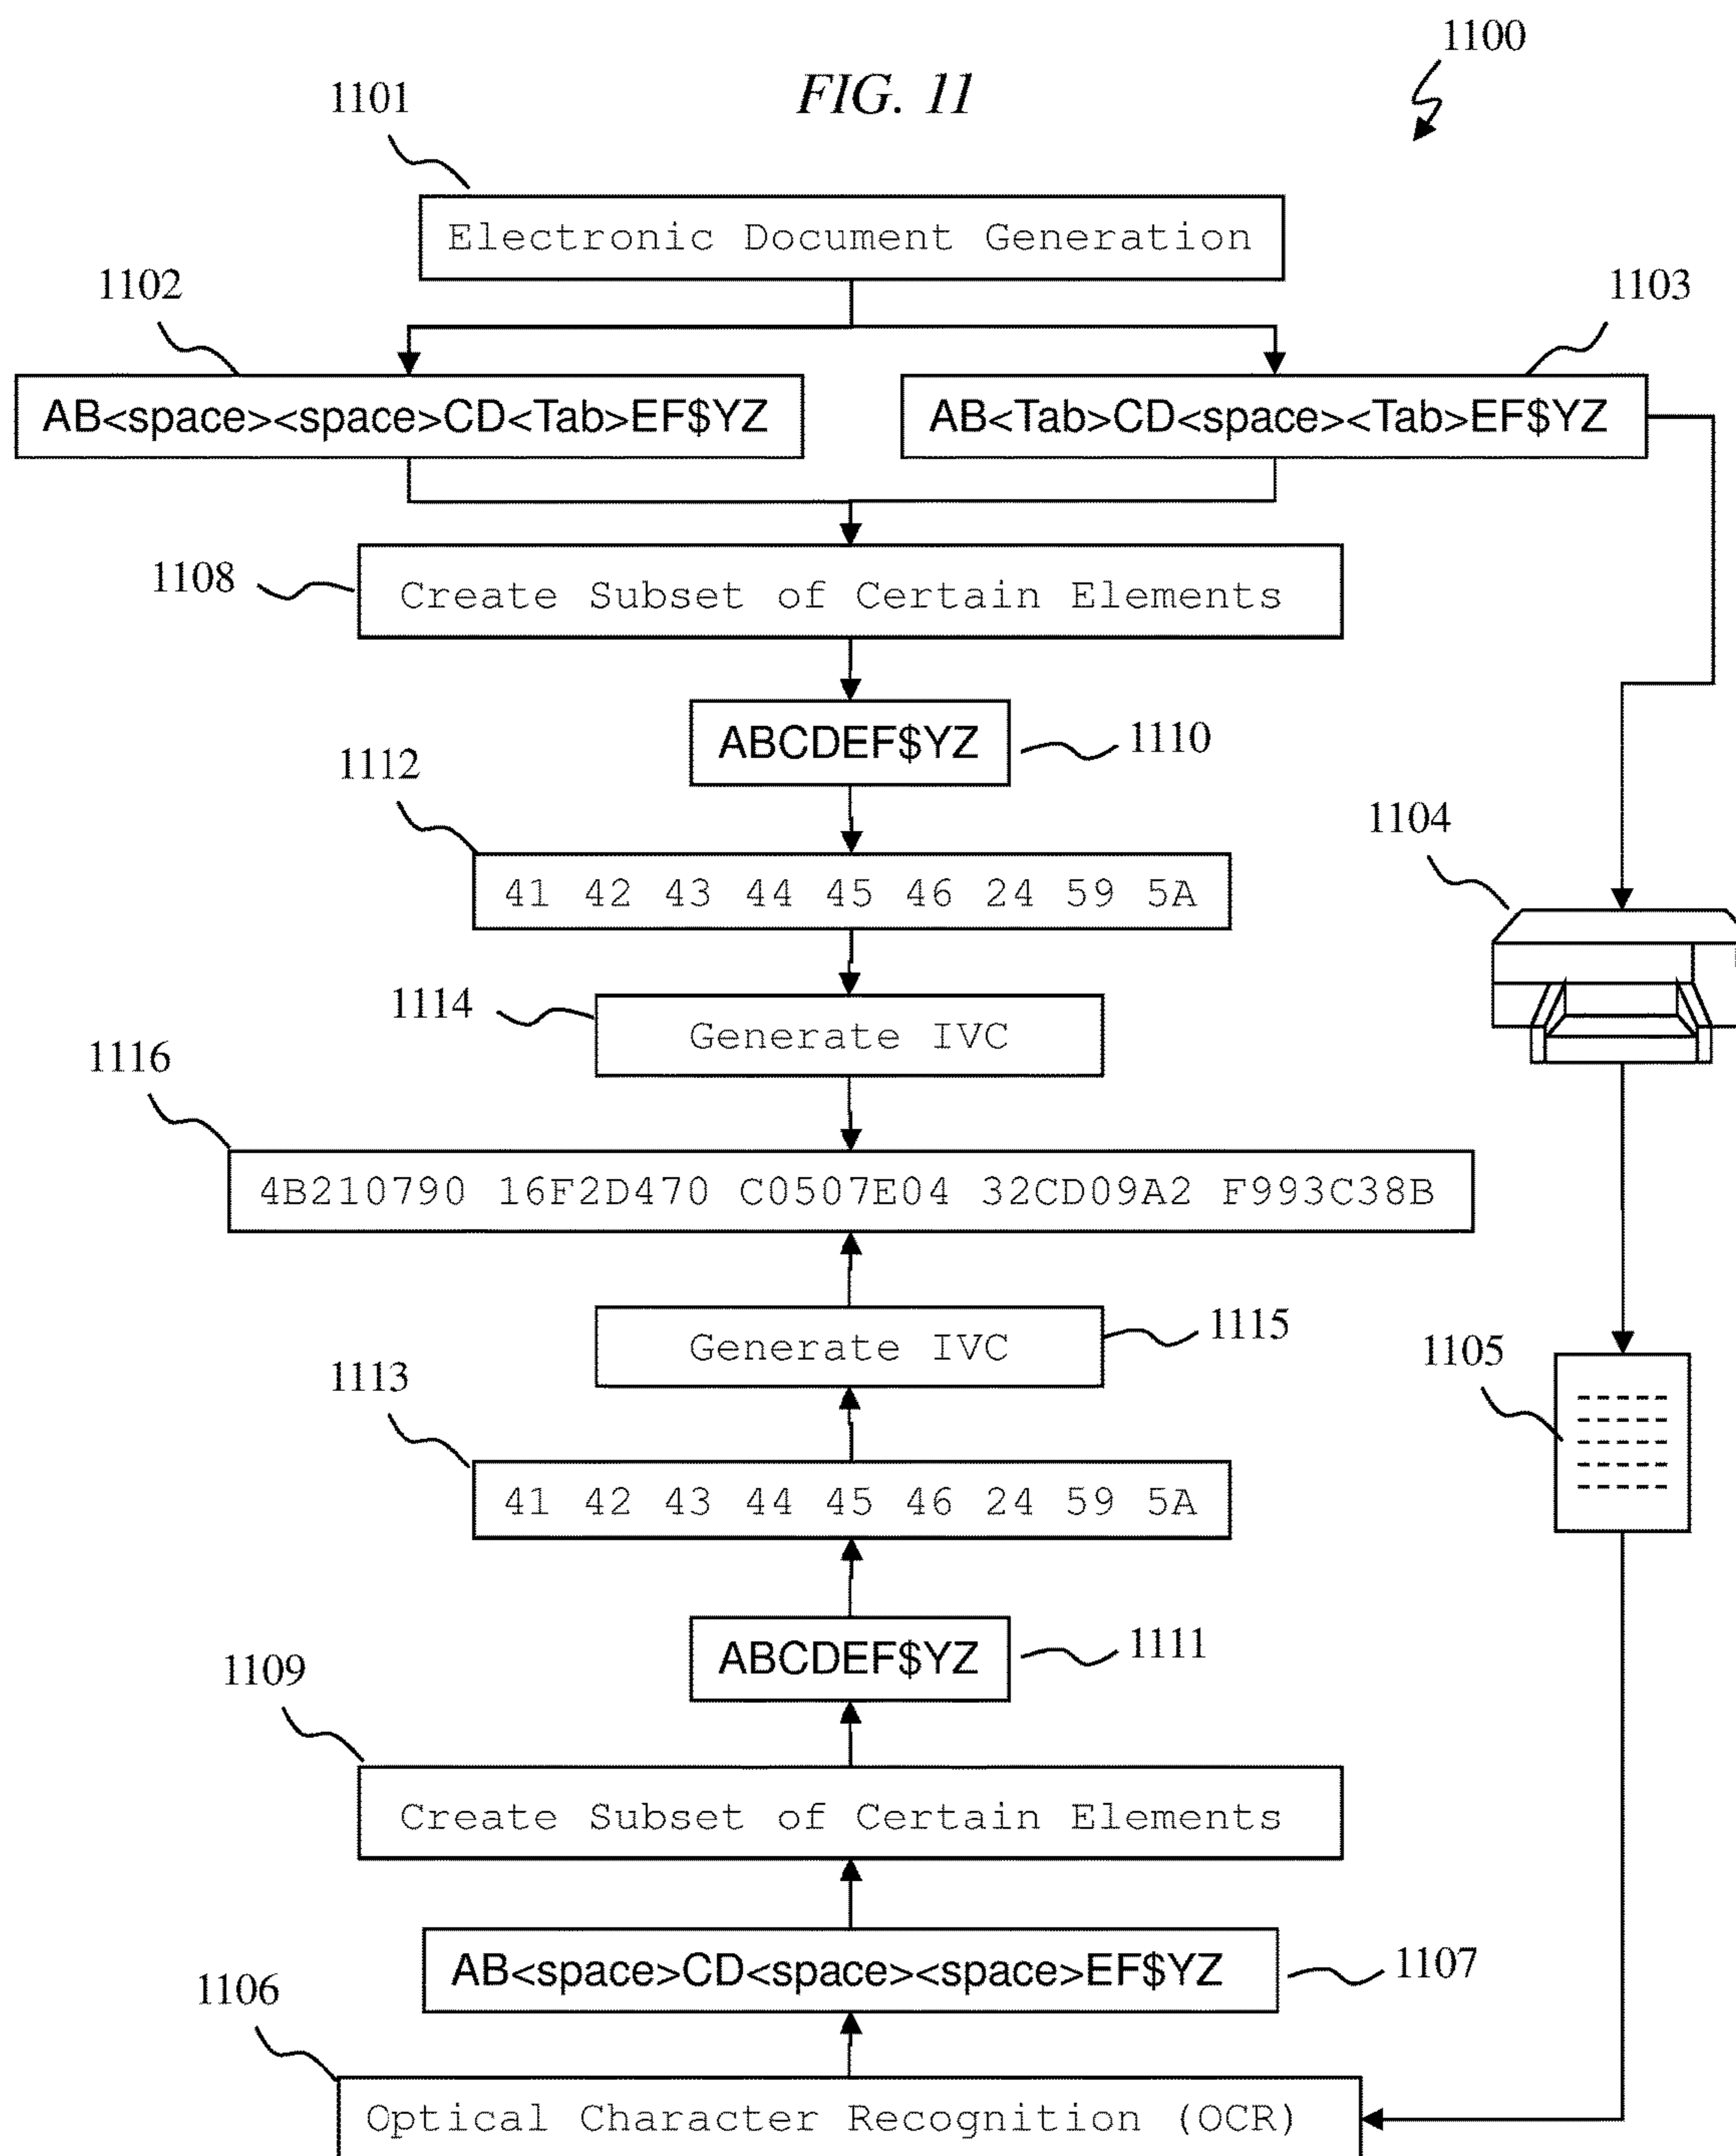 1100
FIG. 11
1101
Electronic Document Generation
1102
1103
AB<space><space>CD<Tab>EF$YZ
AB<Tab>CD<space><Tab>EF$YZ
1108
Create Subset of Certain Elements
ABCDEF$YZ
1110
1112
1104
41 42 43 44 45 46 24 59 5A
1114
Generate IVC
1116
4B210790 16F2D470 C0507E04 32CD09A2 F993C38B
Generate IVC
1115
1105
1113
41 42 43 44 45 46 24 59 5A
ABCDEF$YZ
1111
1109
Create Subset of Certain Elements
AB<space>CD<space><space>EF$YZ
1107
1106
Optical Character Recognition (OCR)